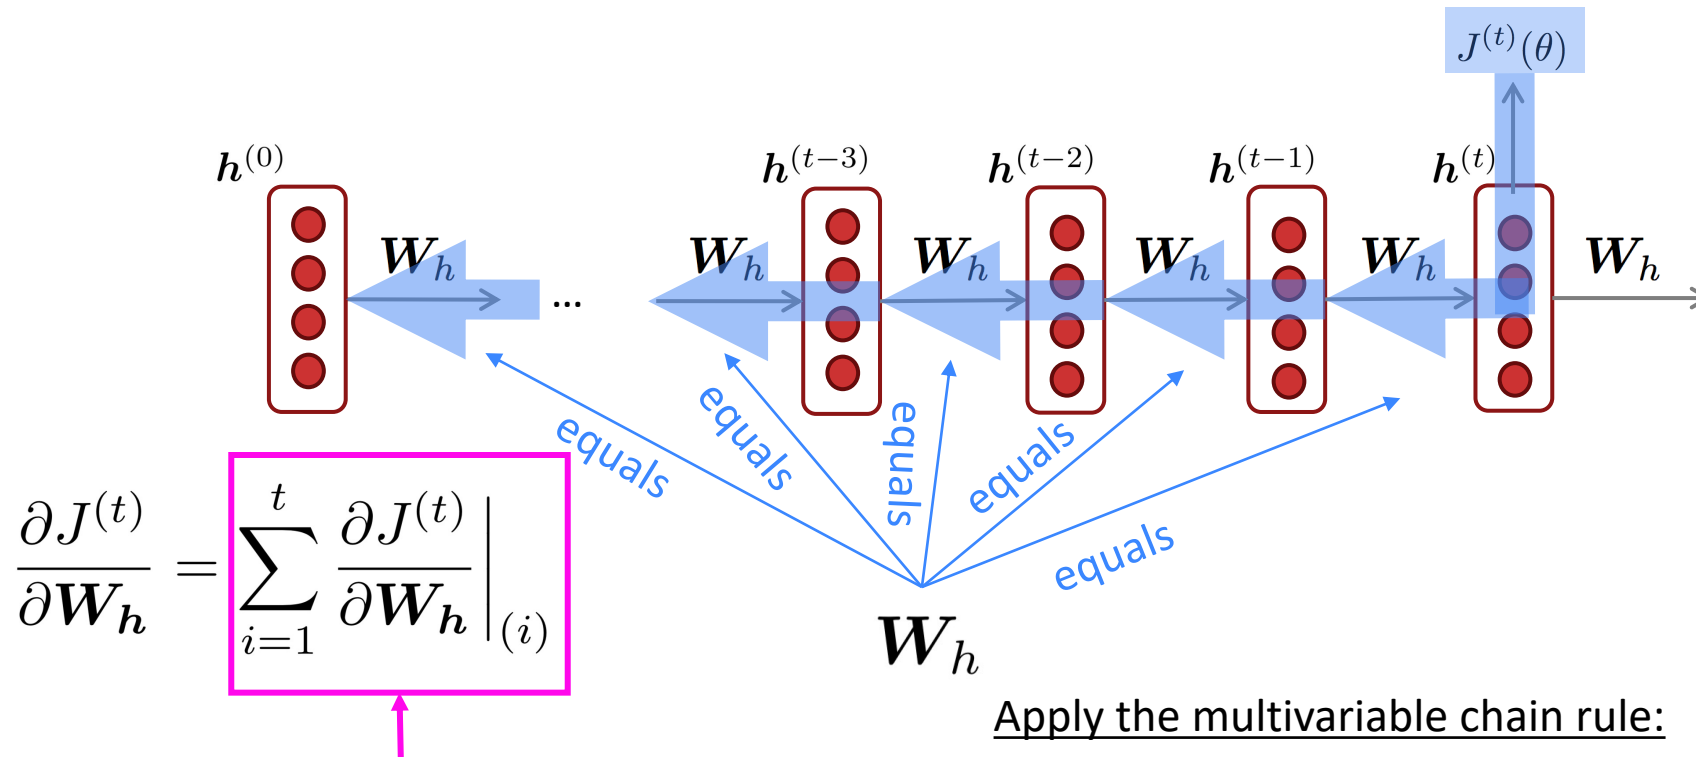 J^{(t)}(θ)
h^{(0)} h^{(t−3)} h^{(t−2)} h^{(t−1)} h^{(t)}
W_h ... W_h W_h W_h W_h W_h
equals equals equals equals equals
∂J^{(t)}/∂W_h = ∑_{i=1}^{t} ∂J^{(t)}/∂W_h |_{(i)}
W_h
Apply the multivariable chain rule: